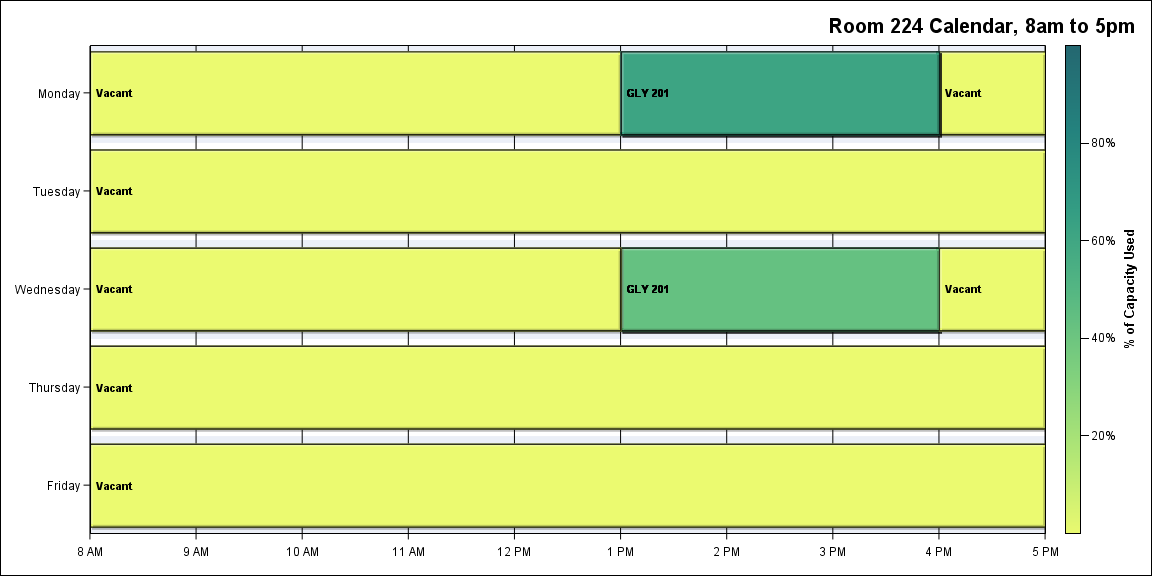 Room 224 Calendar, 8am to 5pm
Monday
Vacant
GLY 201
Vacant
Tuesday
Vacant
Wednesday
Vacant
GLY 201
Vacant
Thursday
Vacant
Friday
Vacant
8 AM
9 AM
10 AM
11 AM
12 PM
1 PM
2 PM
3 PM
4 PM
5 PM
80%
60%
40%
20%
% of Capacity Used